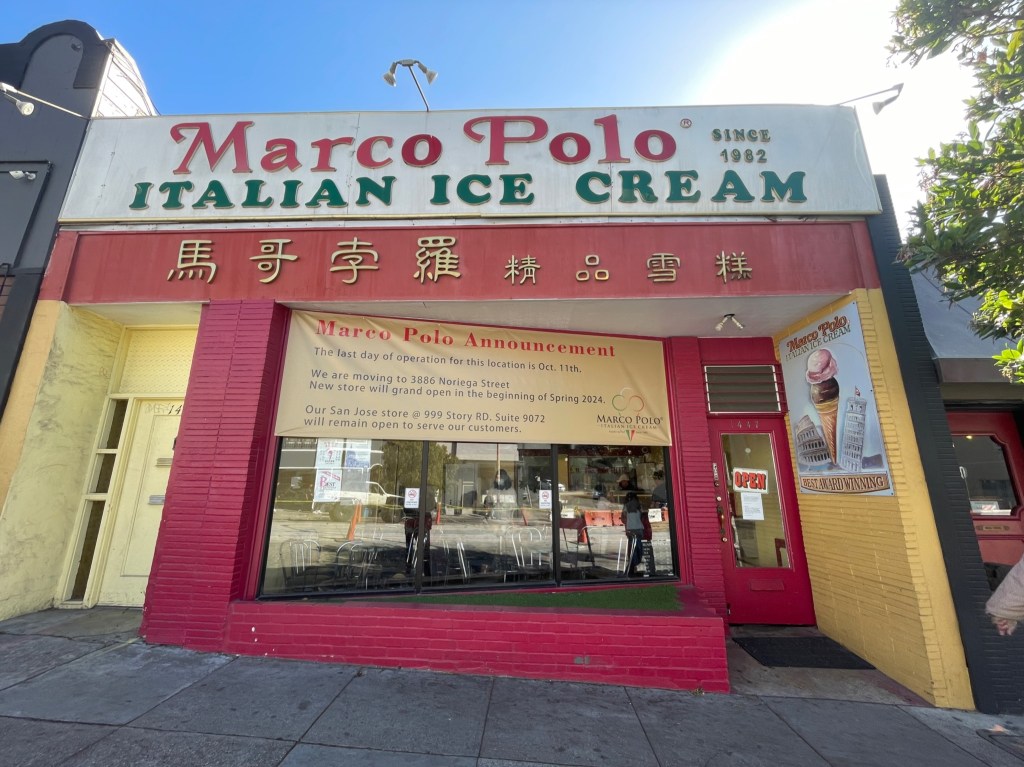 Marco Polo®
SINCE
1982
ITALIAN ICE CREAM
馬哥孛羅 精品雪糕
Marco Polo Announcement
The last day of operation for this location is Oct. 11th.
We are moving to 3886 Noriega Street
New store will grand open in the beginning of Spring 2024.
Our San Jose store @ 999 Story RD, Suite 9072
will remain open to serve our customers.
MARCO POLO®
ITALIAN ICE CREAM
Marco Polo
ITALIAN ICE CREAM
BEST AWARD WINNING
OPEN